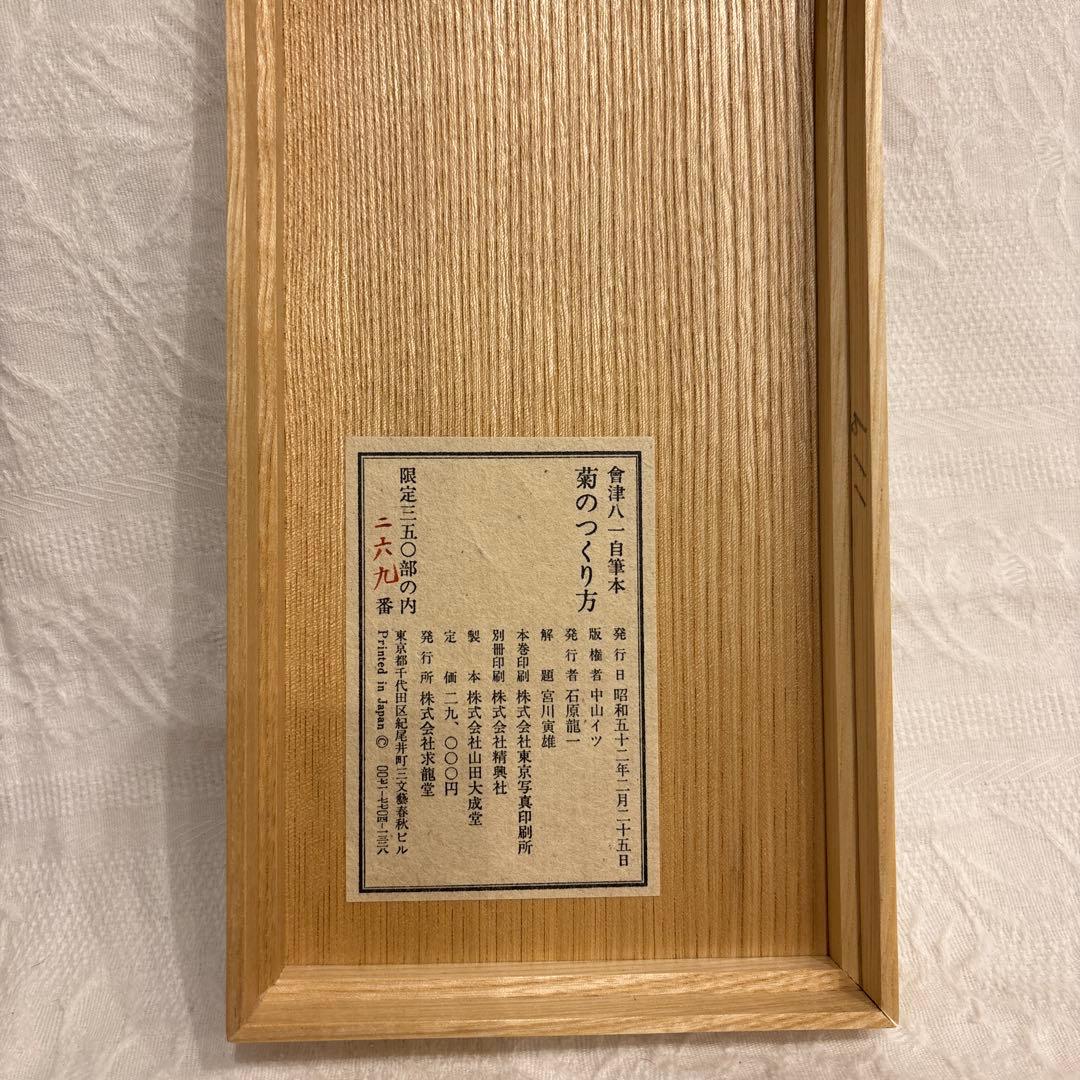 會津八一自筆本
菊のつくり方
限定三五〇部の内
二六九番
発行日 昭和五十二年二月二十五日
版権者 中山イツ
発行者 石原龍一
解題 宮川寅雄
本巻印刷 株式会社東京写真印刷所
別冊印刷 株式会社精興社
製本 株式会社山田大成堂
定価 二九、〇〇〇円
発行所 株式会社求龍堂
東京都千代田区紀尾井町三文藝春秋ビル
Printed in Japan ©